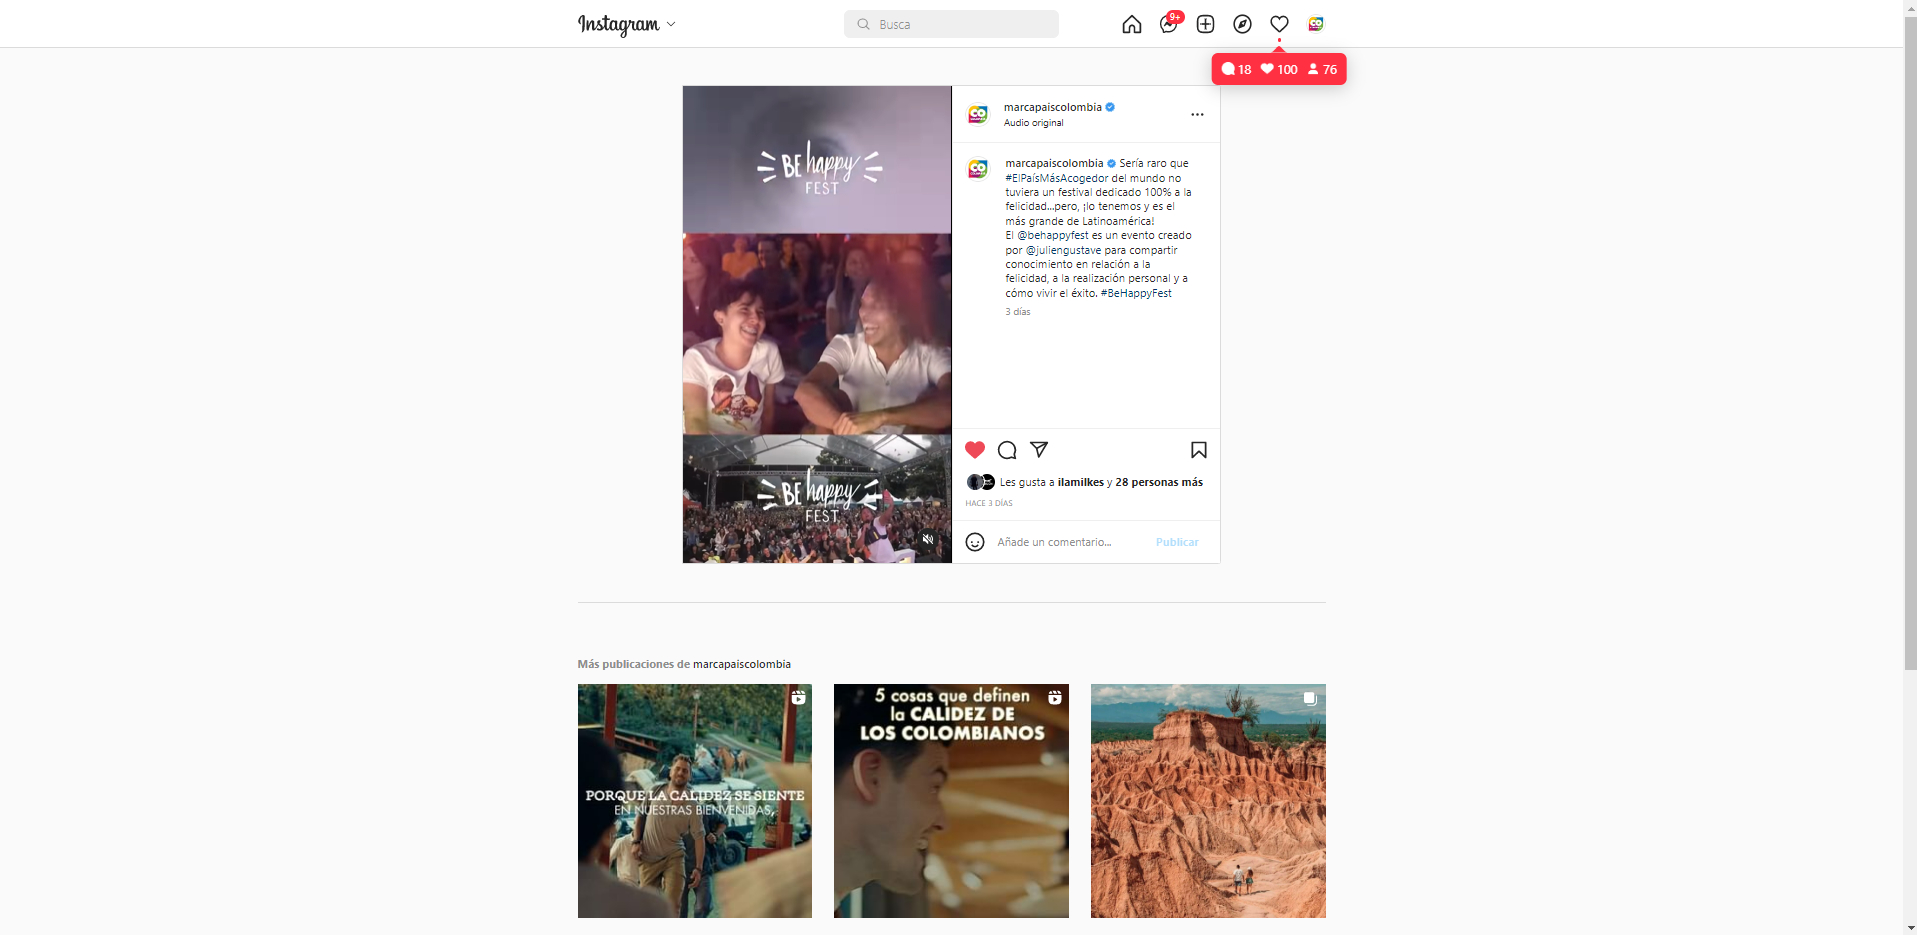 Instagram
Busca
9+
18 100 76
BE happy
FEST
marcapaiscolombia
Audio original
marcapaiscolombia Sería raro que
#ElPaísMásAcogedor del mundo no
tuviera un festival dedicado 100% a la
felicidad...pero, ¡lo tenemos y es el
más grande de Latinoamérica!
El @behappyfest es un evento creado
por @juliengustave para compartir
conocimiento en relación a la
felicidad, a la realización personal y a
cómo vivir el éxito. #BeHappyFest
3 días
BE happy
FEST
Les gusta a ilamilkes y 28 personas más
HACE 3 DÍAS
Añade un comentario... Publicar
Más publicaciones de marcapaiscolombia
PORQUE LA CALIDEZ SE SIENTE
EN NUESTRAS BIENVENIDAS,
5 cosas que definen
la CALIDEZ DE
LOS COLOMBIANOS